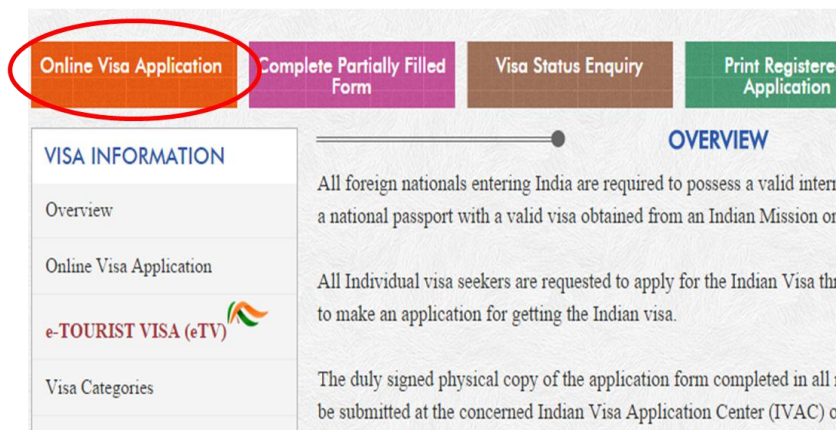 Online Visa Application
Complete Partially Filled
Form
Visa Status Enquiry
Print Registered
Application
VISA INFORMATION
Overview
Online Visa Application
e-TOURIST VISA (eTV)
Visa Categories
OVERVIEW
All foreign nationals entering India are required to possess a valid
a national passport with a valid visa obtained from an Indian Mission or
All Individual visa seekers are requested to apply for the Indian Visa
to make an application for getting the Indian visa.
The duly signed physical copy of the application form completed in all
be submitted at the concerned Indian Visa Application Center (IVAC)